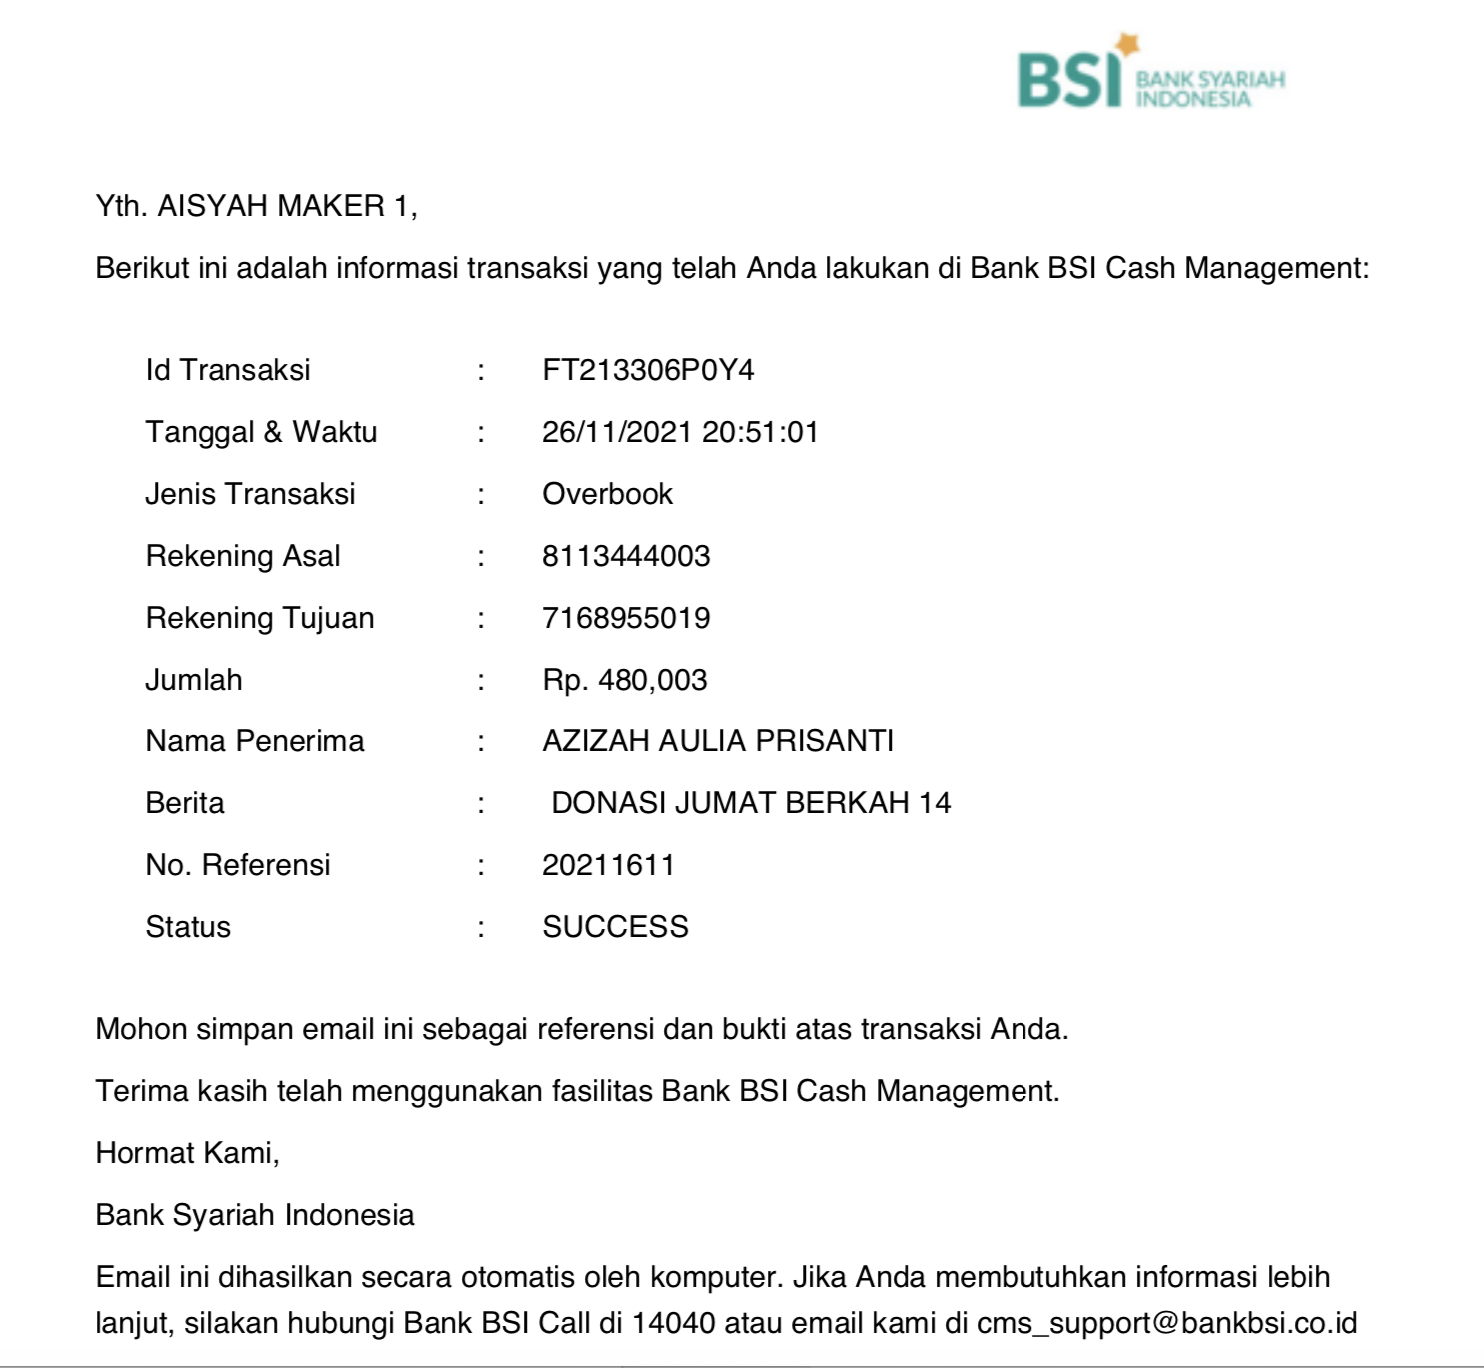 BSI BANK SYARIAH
INDONESIA
Yth. AISYAH MAKER 1,
Berikut ini adalah informasi transaksi yang telah Anda lakukan di Bank BSI Cash Management:
Id Transaksi : FT213306P0Y4
Tanggal & Waktu : 26/11/2021 20:51:01
Jenis Transaksi : Overbook
Rekening Asal : 8113444003
Rekening Tujuan : 7168955019
Jumlah : Rp. 480,003
Nama Penerima : AZIZAH AULIA PRISANTI
Berita : DONASI JUMAT BERKAH 14
No. Referensi : 20211611
Status : SUCCESS
Mohon simpan email ini sebagai referensi dan bukti atas transaksi Anda.
Terima kasih telah menggunakan fasilitas Bank BSI Cash Management.
Hormat Kami,
Bank Syariah Indonesia
Email ini dihasilkan secara otomatis oleh komputer. Jika Anda membutuhkan informasi lebih
lanjut, silakan hubungi Bank BSI Call di 14040 atau email kami di cms_support@bankbsi.co.id